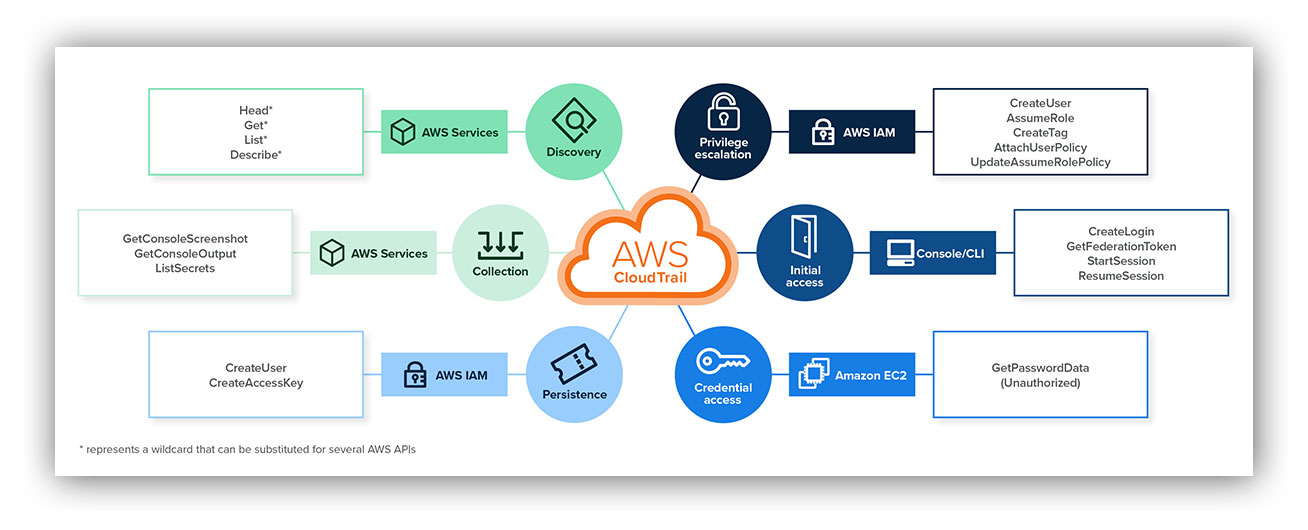 Head*
Get*
List*
Describe*
AWS Services
Discovery
Privilege
escalation
AWS IAM
CreateUser
AssumeRole
CreateTag
AttachUserPolicy
UpdateAssumeRolePolicy
GetConsoleScreenshot
GetConsoleOutput
ListSecrets
AWS Services
Collection
AWS
CloudTrail
Initial
access
Console/CLI
CreateLogin
GetFederationToken
StartSession
ResumeSession
CreateUser
CreateAccessKey
AWS IAM
Persistence
Credential
access
Amazon EC2
GetPasswordData
(Unauthorized)
* represents a wildcard that can be substituted for several AWS APIs